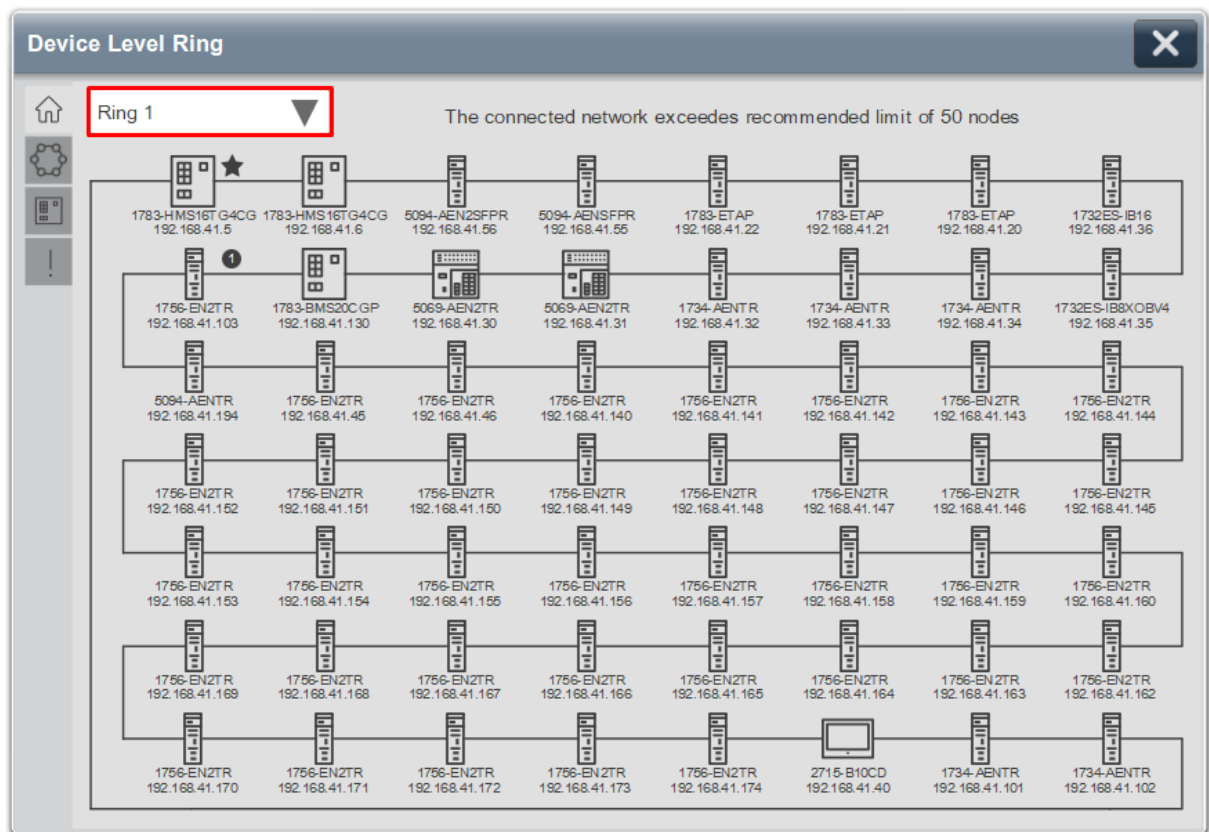 Device Level Ring
Ring 1
The connected network exceedes recommended limit of 50 nodes
1783-HMS16TG4CG 1783-HMS16TG4CG 5094-AEN2SFPR 5094-AENSFPR 1783-ETAP 1783-ETAP 1783-ETAP 1732ES-IB16
192.168.41.5 192.168.41.6 192.168.41.56 192.168.41.55 192.168.41.22 192.168.41.21 192.168.41.20 192.168.41.36
1
1756-EN2TR 1783-BMS20CGP 5069-AEN2TR 5069-AEN2TR 1734-AENTR 1734-AENTR 1734-AENTR 1732ES-IB8XOBV4
192.168.41.103 192.168.41.130 192.168.41.30 192.168.41.31 192.168.41.32 192.168.41.33 192.168.41.34 192.168.41.35
5094-AENTR 1756-EN2TR 1756-EN2TR 1756-EN2TR 1756-EN2TR 1756-EN2TR 1756-EN2TR 1756-EN2TR
192.168.41.194 192.168.41.45 192.168.41.46 192.168.41.140 192.168.41.141 192.168.41.142 192.168.41.143 192.168.41.144
1756-EN2TR 1756-EN2TR 1756-EN2TR 1756-EN2TR 1756-EN2TR 1756-EN2TR 1756-EN2TR 1756-EN2TR
192.168.41.152 192.168.41.151 192.168.41.150 192.168.41.149 192.168.41.148 192.168.41.147 192.168.41.146 192.168.41.145
1756-EN2TR 1756-EN2TR 1756-EN2TR 1756-EN2TR 1756-EN2TR 1756-EN2TR 1756-EN2TR 1756-EN2TR
192.168.41.153 192.168.41.154 192.168.41.155 192.168.41.156 192.168.41.157 192.168.41.158 192.168.41.159 192.168.41.160
1756-EN2TR 1756-EN2TR 1756-EN2TR 1756-EN2TR 1756-EN2TR 1756-EN2TR 1756-EN2TR 1756-EN2TR
192.168.41.169 192.168.41.168 192.168.41.167 192.168.41.166 192.168.41.165 192.168.41.164 192.168.41.163 192.168.41.162
1756-EN2TR 1756-EN2TR 1756-EN2TR 1756-EN2TR 1756-EN2TR 2715-B10CD 1734-AENTR 1734-AENTR
192.168.41.170 192.168.41.171 192.168.41.172 192.168.41.173 192.168.41.174 192.168.41.40 192.168.41.101 192.168.41.102